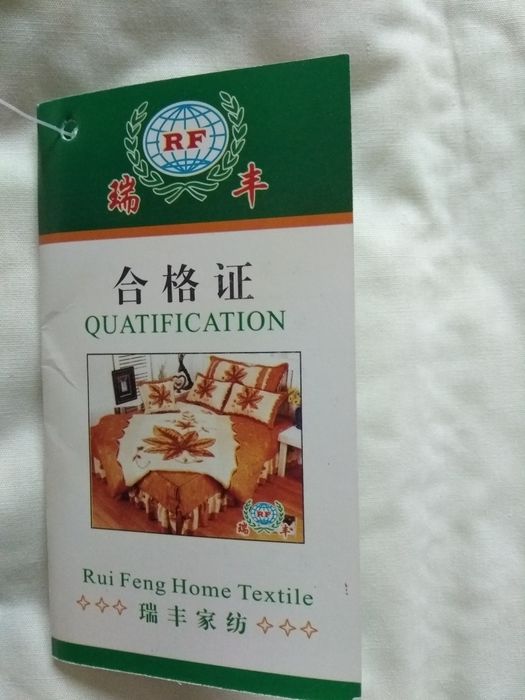 RF
瑞 丰
合格证
QUATIFICATION
RF
瑞 丰
Rui Feng Home Textile
瑞丰家纺